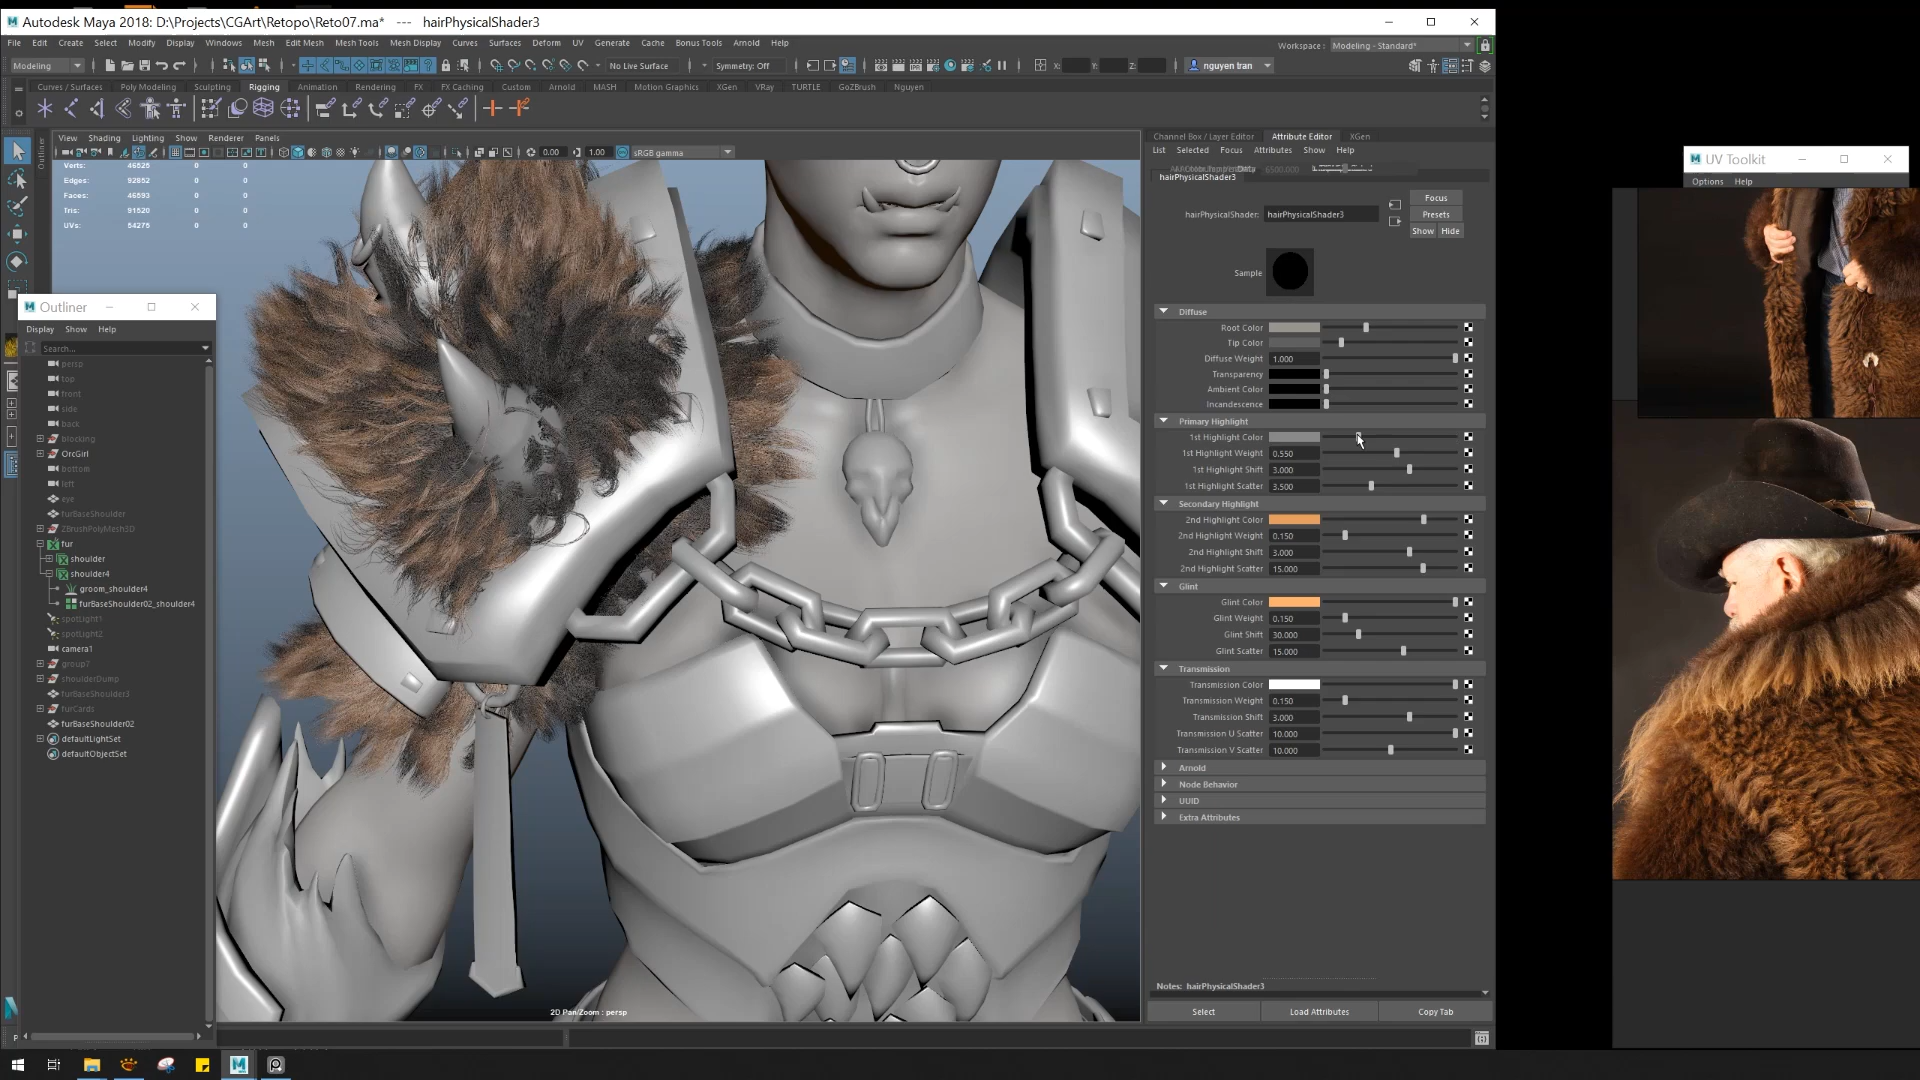 Autodesk Maya 2018: D:\Projects\CGArt\Retopo\Reto07.ma* --- hairPhysicalShader3
File Edit Create Select Modify Display Windows Mesh Edit Mesh Mesh Tools Mesh Display Curves Surfaces Deform UV Generate Cache Bonus Tools Arnold Help
Workspace : Modeling - Standard*
Modeling
No Live Surface
Symmetry: Off
X: Y: Z:
nguyen tran
Curves / Surfaces Poly Modeling Sculpting Rigging Animation Rendering FX FX Caching Custom Arnold MASH Motion Graphics XGen VRay TURTLE GoZBrush Nguyen
Outliner
View Shading Lighting Show Renderer Panels
0.00 1.00 sRGB gamma
Verts: 46525 0 0
Edges: 92852 0 0
Faces: 46593 0 0
Tris: 91520 0 0
UVs: 54275 0 0
2D Pan/Zoom : persp
Outliner
Display Show Help
Search...
persp
top
front
side
back
blocking
OrcGirl
bottom
left
eye
furBaseShoulder
ZBrushPolyMesh3D
fur
shoulder
shoulder4
groom_shoulder4
furBaseShoulder02_shoulder4
spotLight1
spotLight2
camera1
group7
shoulderDump
furBaseShoulder3
furCards
furBaseShoulder02
defaultLightSet
defaultObjectSet
Channel Box / Layer Editor Attribute Editor XGen
List Selected Focus Attributes Show Help
6500.000
hairPhysicalShader3
hairPhysicalShader: hairPhysicalShader3
Focus
Presets
Show Hide
Sample
Diffuse
Root Color
Tip Color
Diffuse Weight 1.000
Transparency
Ambient Color
Incandescence
Primary Highlight
1st Highlight Color
1st Highlight Weight 0.550
1st Highlight Shift 3.000
1st Highlight Scatter 3.500
Secondary Highlight
2nd Highlight Color
2nd Highlight Weight 0.150
2nd Highlight Shift 3.000
2nd Highlight Scatter 15.000
Glint
Glint Color
Glint Weight 0.150
Glint Shift 30.000
Glint Scatter 15.000
Transmission
Transmission Color
Transmission Weight 0.150
Transmission Shift 3.000
Transmission U Scatter 10.000
Transmission V Scatter 10.000
Arnold
Node Behavior
UUID
Extra Attributes
Notes: hairPhysicalShader3
Select Load Attributes Copy Tab
UV Toolkit
Options Help